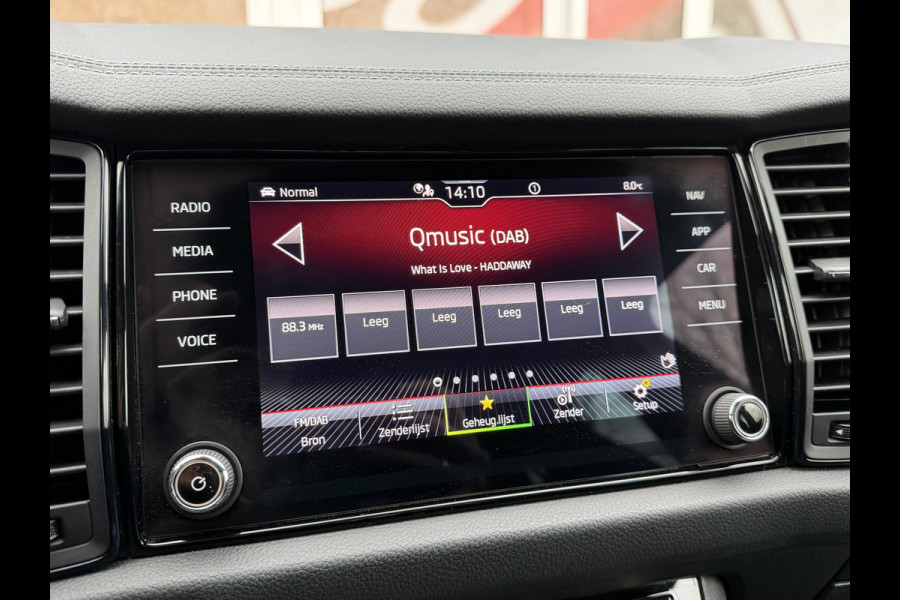 RADIO
MEDIA
PHONE
VOICE
Normal
14:10
1
8.0°C
Qmusic (DAB)
What Is Love - HADDAWAY
88.3 MHz
Leeg
Leeg
Leeg
Leeg
Leeg
FM/DAB
Bron
Zenderlijst
Geheug.lijst
Zender
Setup
NAV
APP
CAR
MENU